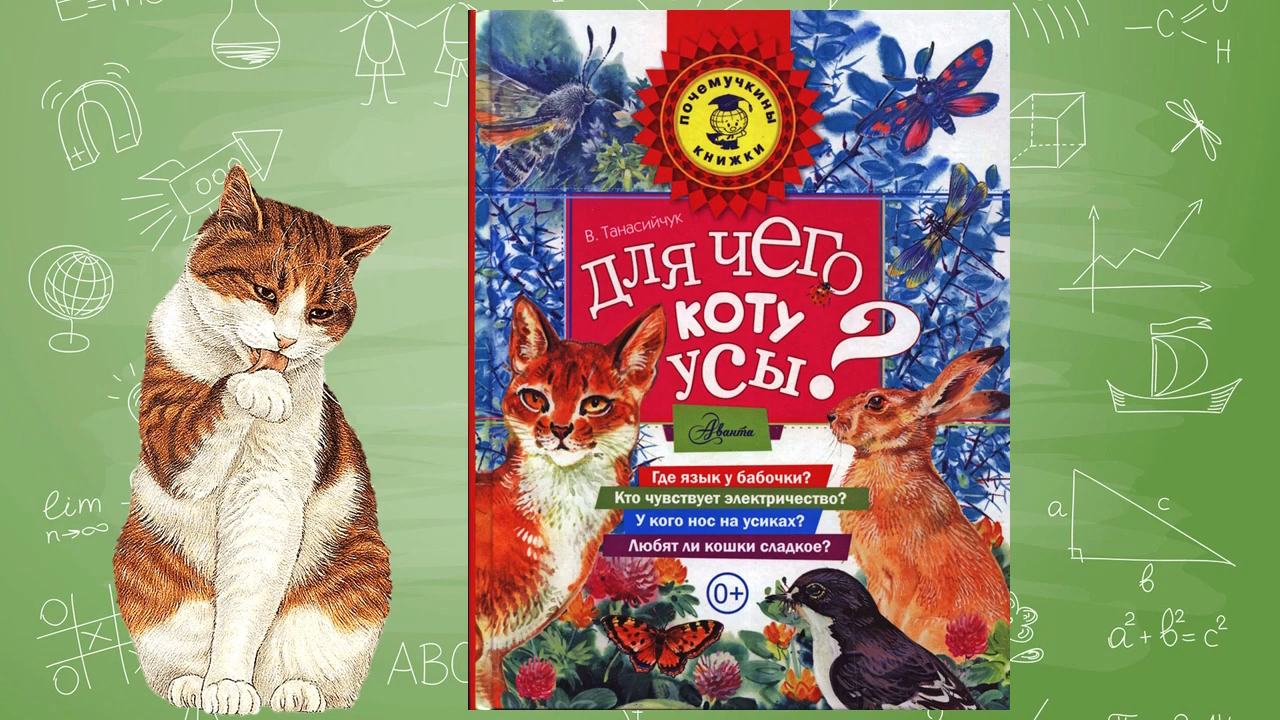 почемучкины
книжки
В. Танасийчук
ДЛЯ ЧЕГО
КОТУ
УСЫ?
Аванта
Где язык у бабочки?
Кто чувствует электричество?
У кого нос на усиках?
Любят ли кошки сладкое?
0+
C
H
lim
n→∞
a
c
b
a²+b²=c²
ABC